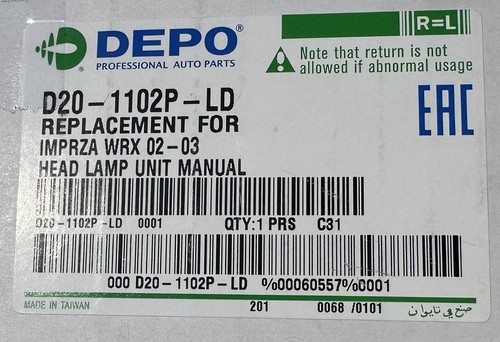 DEPO®
PROFESSIONAL AUTO PARTS
R=L
Note that return is not
allowed if abnormal usage
D20-1102P-LD
REPLACEMENT FOR
IMPRZA WRX 02-03
HEAD LAMP UNIT MANUAL
EAC
D20-1102P-LD 0001 QTY:1 PRS C31
000 D20-1102P-LD %00060557%0001
MADE IN TAIWAN 201 0068 /0101 صنع في تايوان